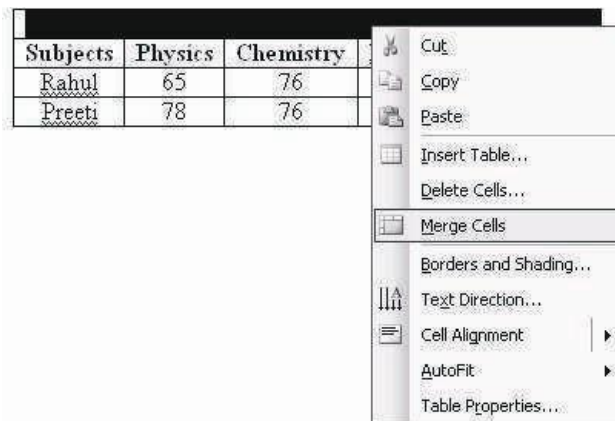 Subjects Physics Chemistry
Rahul 65 76
Preeti 78 76
Cut
Copy
Paste
Insert Table...
Delete Cells...
Merge Cells
Borders and Shading...
Text Direction...
Cell Alignment
AutoFit
Table Properties...